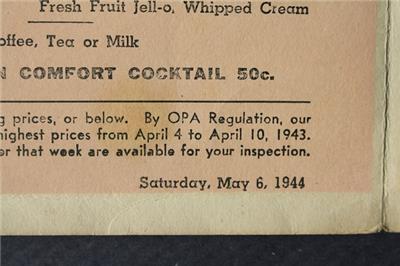 Fresh Fruit Jell-o, Whipped Cream
offee, Tea or Milk
N COMFORT COCKTAIL 50c.
g prices, or below. By OPA Regulation, our
highest prices from April 4 to April 10, 1943.
er that week are available for your inspection.
Saturday, May 6, 1944